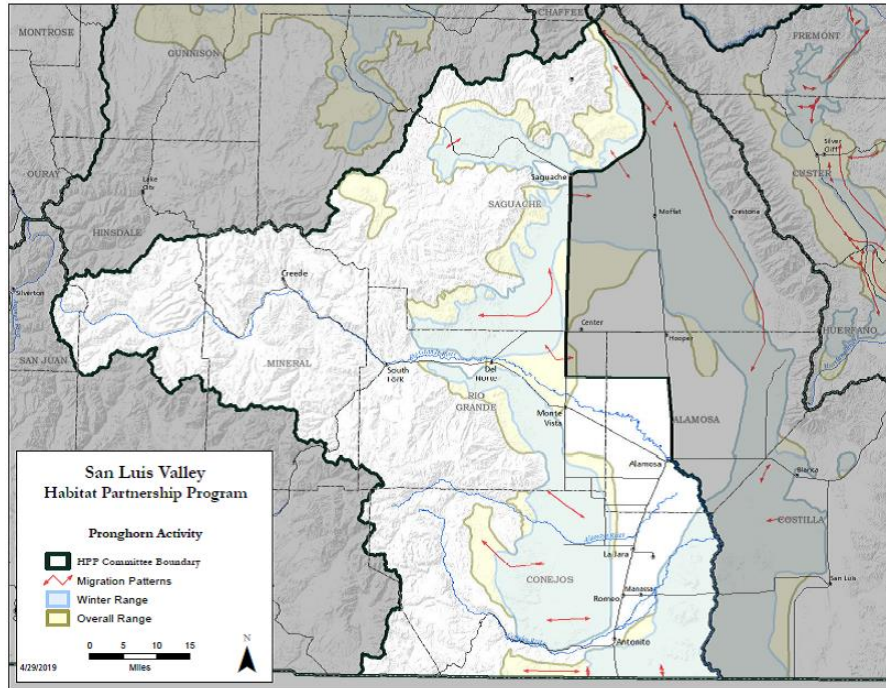 CHAFFEE
MONTROSE
GUNNISON
FREMONT
OURAY
Lake
City
Silver
Cliff
CUSTER
Saguache
SAGUACHE
HINSDALE
Moffat
Crestone
Silverton
Creede
Center
Hooper
HUERFANO
SAN JUAN
MINERAL
South
Fork
Del
Norte
RIO
GRANDE
Monte
Vista
ALAMOSA
Alamosa
Blanca
COSTILLA
La Jara
CONEJOS
Manassa
Romeo
San Luis
Antonito
San Luis Valley
Habitat Partnership Program
Pronghorn Activity
HPP Committee Boundary
Migration Patterns
Winter Range
Overall Range
0 5 10 15
Miles
N
4/29/2019